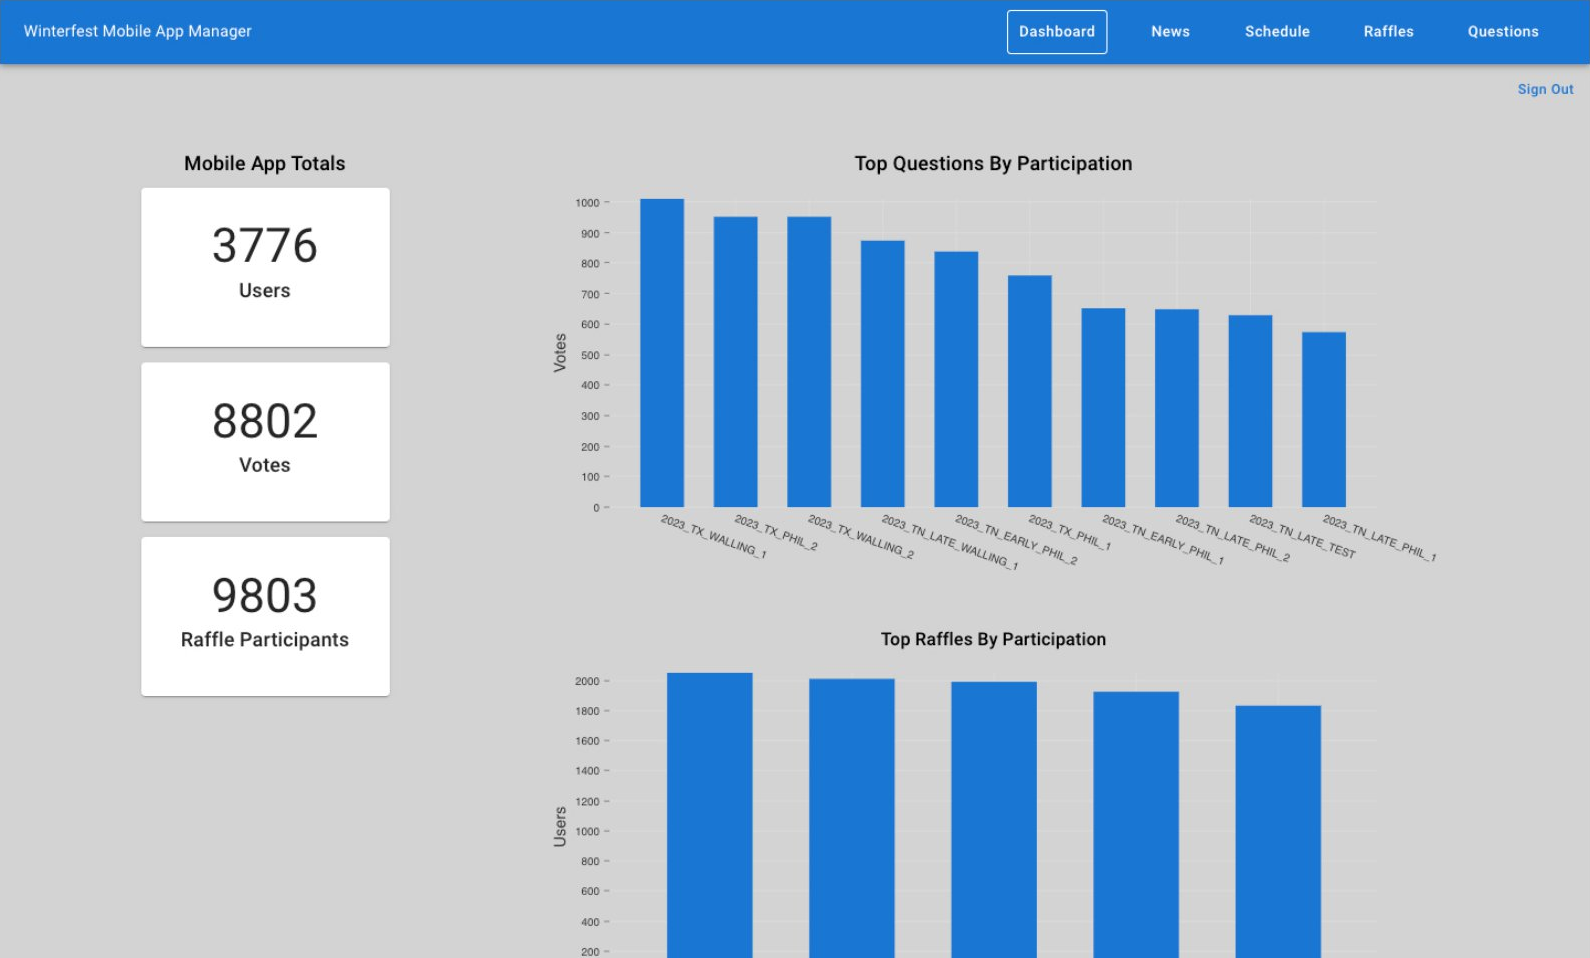 Winterfest Mobile App Manager
Dashboard
News
Schedule
Raffles
Questions
Sign Out
Mobile App Totals
3776
Users
8802
Votes
9803
Raffle Participants
Top Questions By Participation
1000
900
800
700
600
500
400
300
200
100
0
Votes
2023_TX_WALLING_1
2023_TX_PHIL_2
2023_TX_WALLING_2
2023_TN_LATE_WALLING_1
2023_TN_EARLY_PHIL_2
2023_TX_PHIL_1
2023_TN_EARLY_PHIL_1
2023_TN_LATE_PHIL_2
2023_TN_LATE_TEST
2023_TN_LATE_PHIL_1
Top Raffles By Participation
2000
1800
1600
1400
1200
1000
800
600
400
200
Users